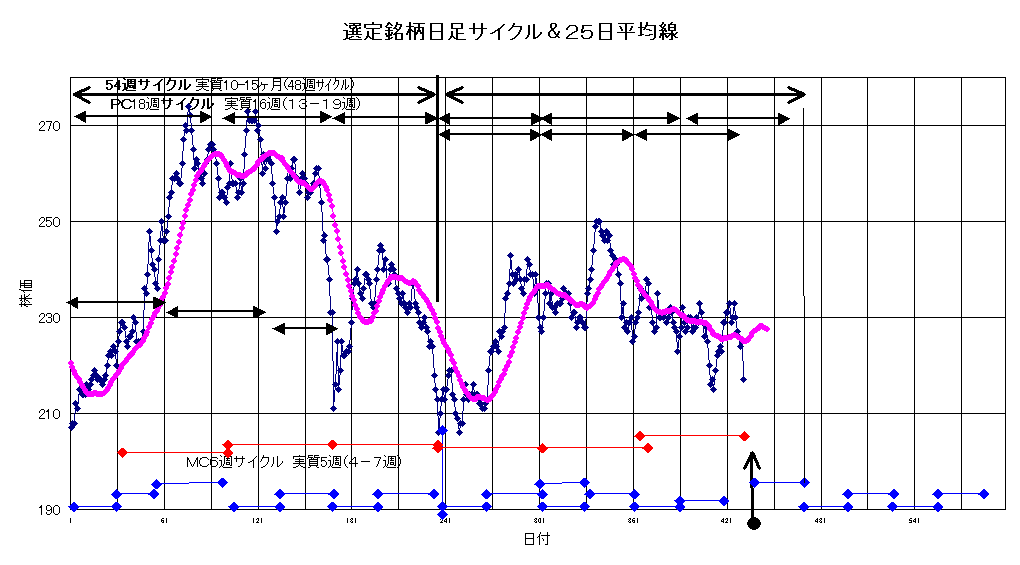 選定銘柄日足サイクル＆２５日平均線
54週サイクル 実質10-15ヶ月(48週サイクル)
PC18週サイクル　実質16週(１３－１９週)
270
250
230
210
190
株価
MC6週サイクル　実質5週(４－７週)
1 61 121 181 241 301 361 421 481 541
日付